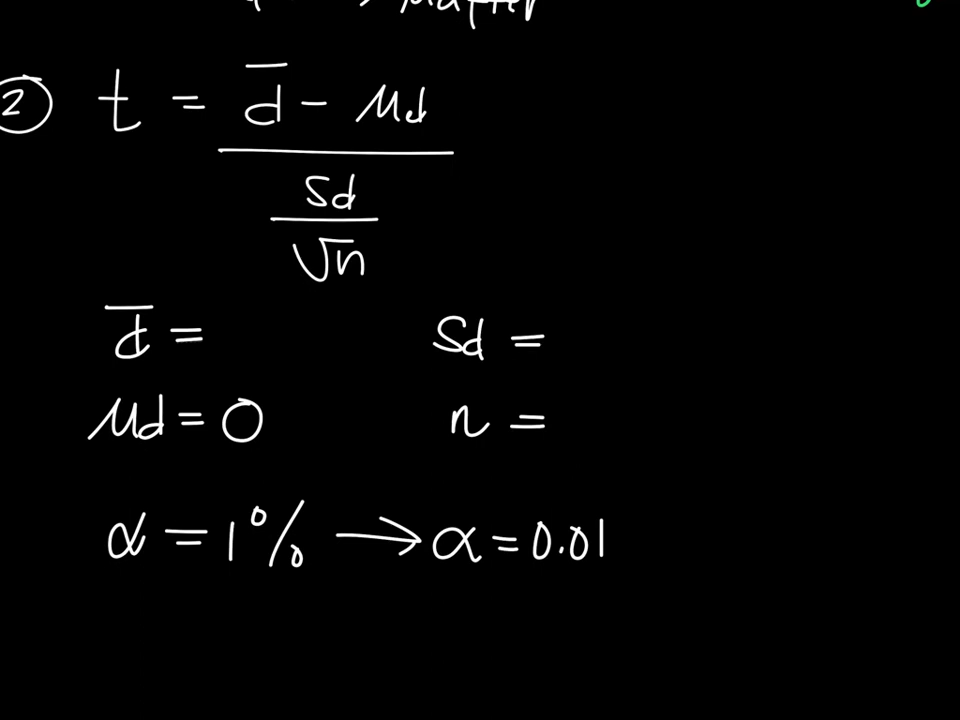 ② t = d̅ - μd
Sd
√n
d̅ = Sd =
μd = 0 n =
α = 1% → α = 0.01